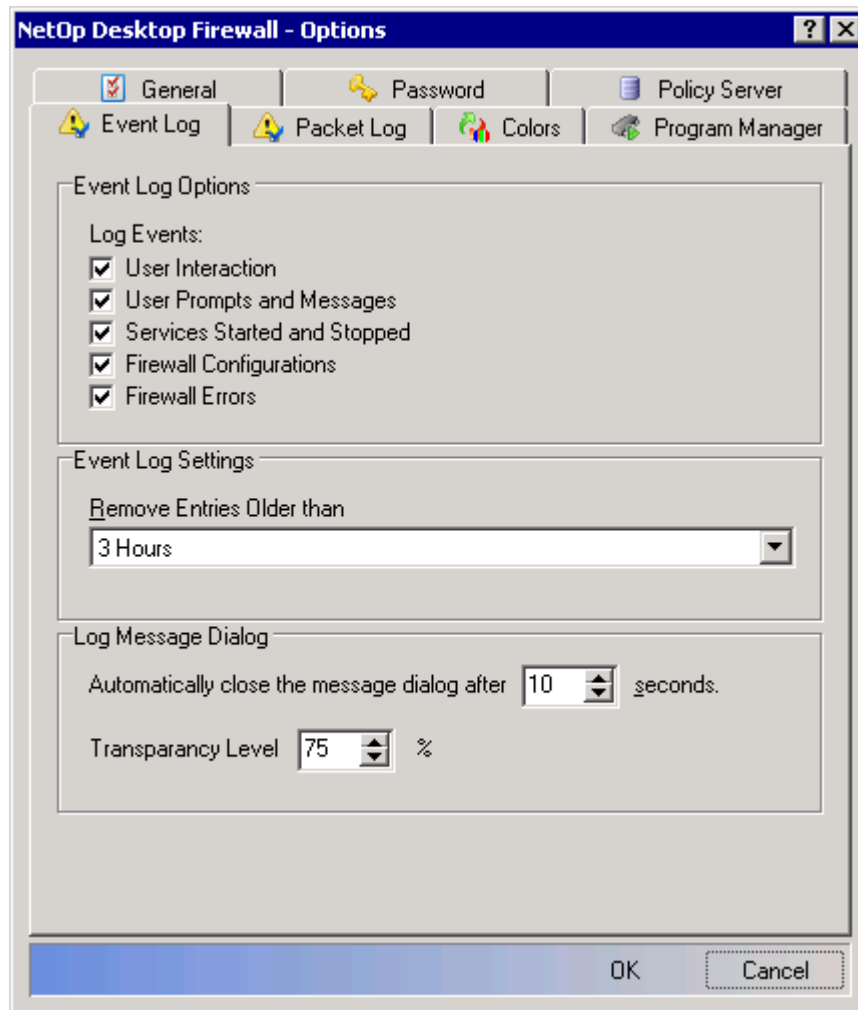 NetOp Desktop Firewall - Options
General
Password
Policy Server
Event Log
Packet Log
Colors
Program Manager
Event Log Options
Log Events:
User Interaction
User Prompts and Messages
Services Started and Stopped
Firewall Configurations
Firewall Errors
Event Log Settings
Remove Entries Older than
3 Hours
Log Message Dialog
Automatically close the message dialog after 10 seconds.
Transparancy Level 75 %
OK Cancel